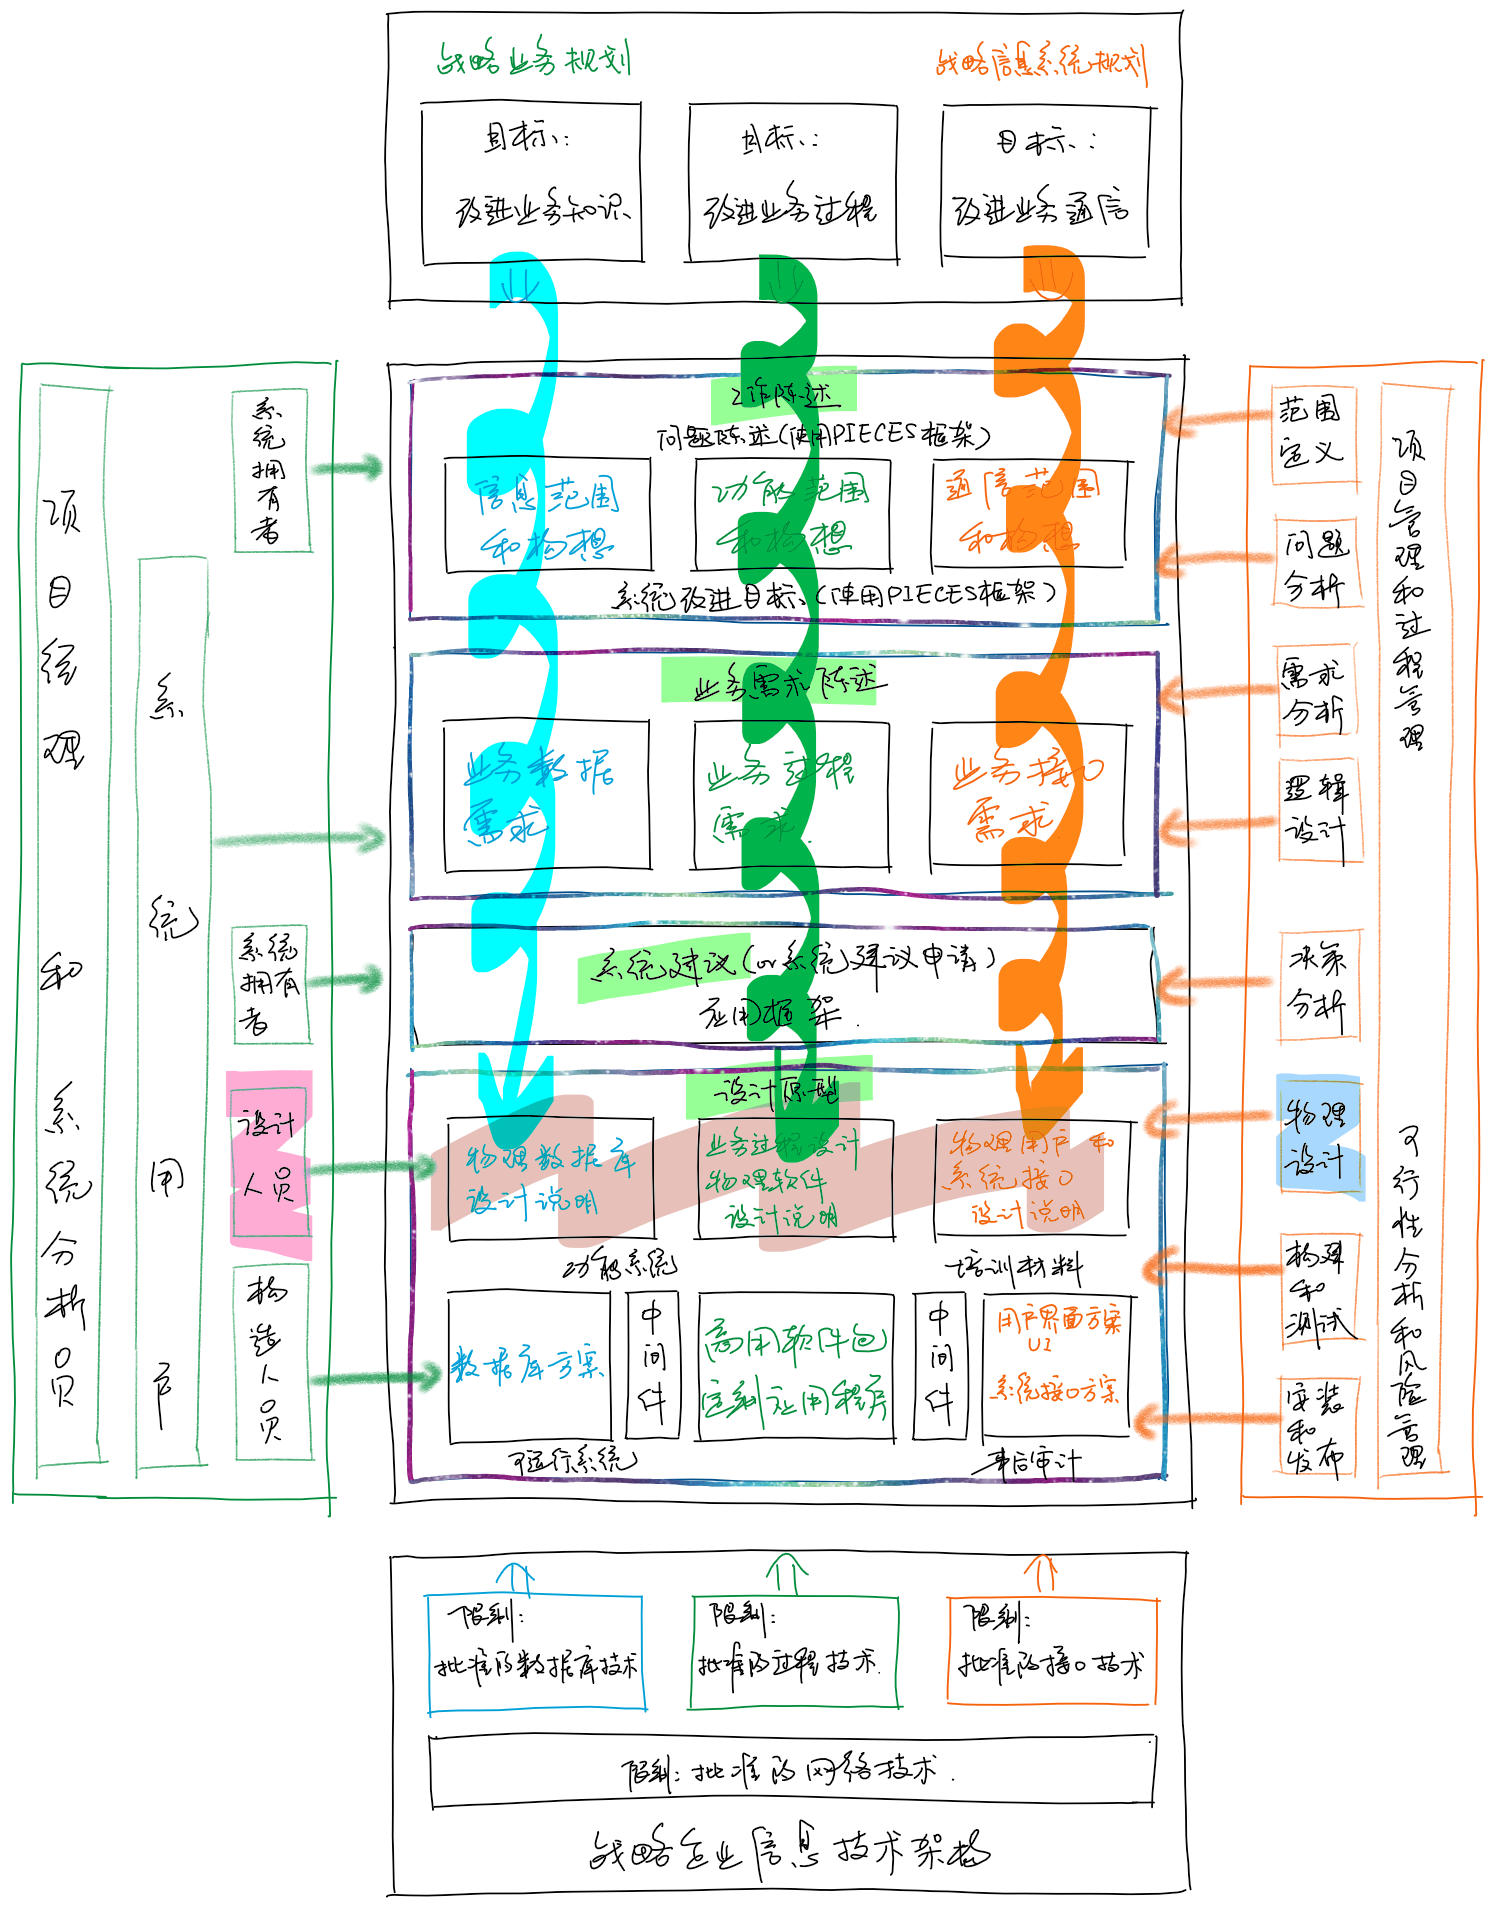 战略业务规划
战略信息系统规划
目标:
改进业务知识
目标:
改进业务过程
目标:
改进业务通信
项目经理和系统分析员
系统用户
系统拥有者
系统
拥有
者
设计
人员
构造人员
工作陈述
问题陈述(使用PIECES框架)
信息范围
和构想
功能范围
和构想
通信范围
和构想
系统改进目标(使用PIECES框架)
业务需求陈述
业务数据
需求
业务过程
需求.
业务接口
需求
系统建议(or系统建议申请)
应用框架.
设计原型
物理数据库
设计说明
业务过程设计
物理软件
设计说明
物理用户和
系统接口
设计说明
功能系统
培训材料
数据库方案
中间件
商用软件包
定制应用程序
中间件
用户界面方案
UI
系统接口方案
可运行系统
事后审计
范围
定义
问题
分析
需求
分析
逻辑
设计
决策
分析
物理
设计
构建
和
测试
安装
和
发布
项目管理和过程管理
可行性分析和风险管理
限制:
批准的数据库技术
限制:
批准的过程技术.
限制:
批准的接口技术
限制:批准的网络技术.
战略企业信息技术架构